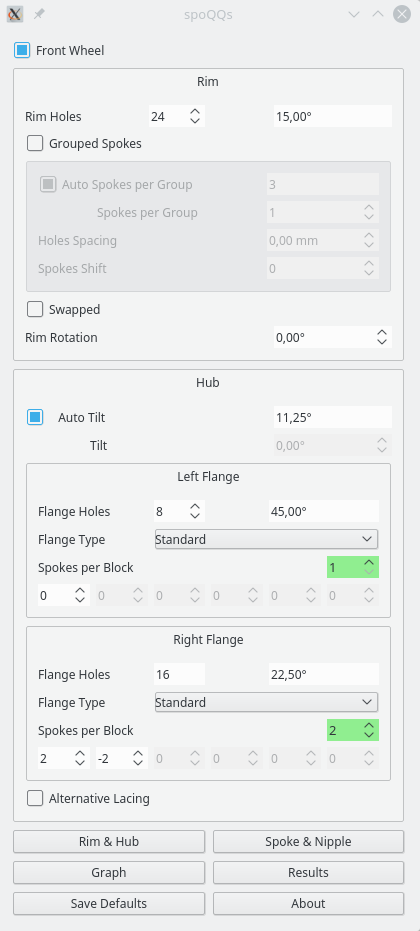 spoQQs
Front Wheel
Rim
Rim Holes 24 15,00°
Grouped Spokes
Auto Spokes per Group 3
Spokes per Group 1
Holes Spacing 0,00 mm
Spokes Shift 0
Swapped
Rim Rotation 0,00°
Hub
Auto Tilt 11,25°
Tilt 0,00°
Left Flange
Flange Holes 8 45,00°
Flange Type Standard
Spokes per Block 1
0 0 0 0 0 0
Right Flange
Flange Holes 16 22,50°
Flange Type Standard
Spokes per Block 2
2 -2 0 0 0 0
Alternative Lacing
Rim & Hub Spoke & Nipple
Graph Results
Save Defaults About